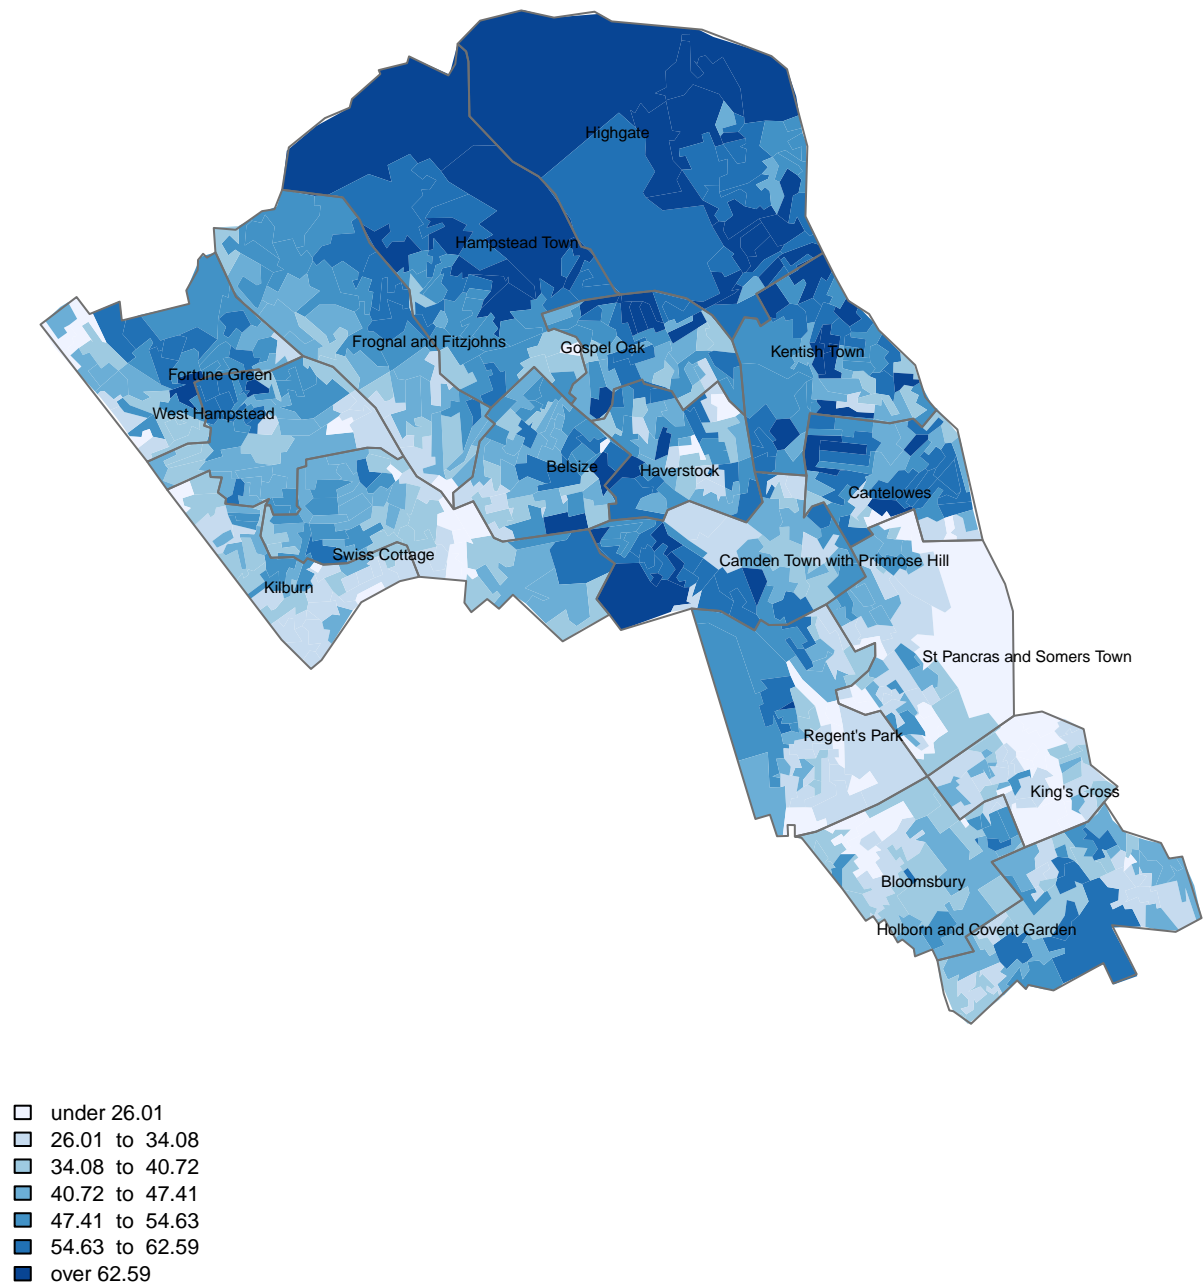 Highgate
Hampstead Town
Frognal and Fitzjohns
Gospel Oak
Kentish Town
Fortune Green
West Hampstead
Belsize
Haverstock
Cantelowes
Swiss Cottage
Camden Town with Primrose Hill
Kilburn
St Pancras and Somers Town
Regent's Park
King's Cross
Bloomsbury
Holborn and Covent Garden
under 26.01
26.01 to 34.08
34.08 to 40.72
40.72 to 47.41
47.41 to 54.63
54.63 to 62.59
over 62.59